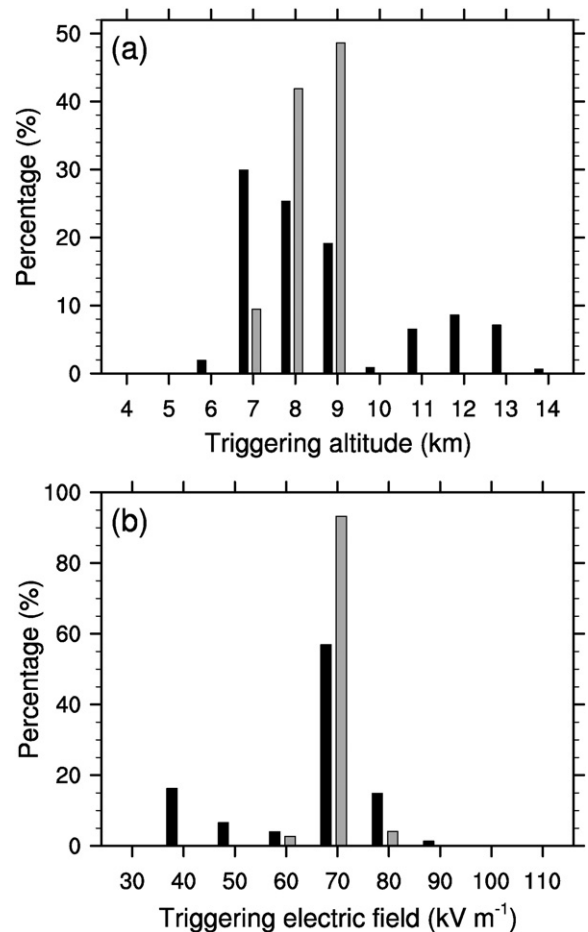 (a)
50
40
30
20
10
0
Percentage (%)
4 5 6 7 8 9 10 11 12 13 14
Triggering altitude (km)
(b)
100
80
60
40
20
0
Percentage (%)
30 40 50 60 70 80 90 100 110
Triggering electric field (kV m⁻¹)